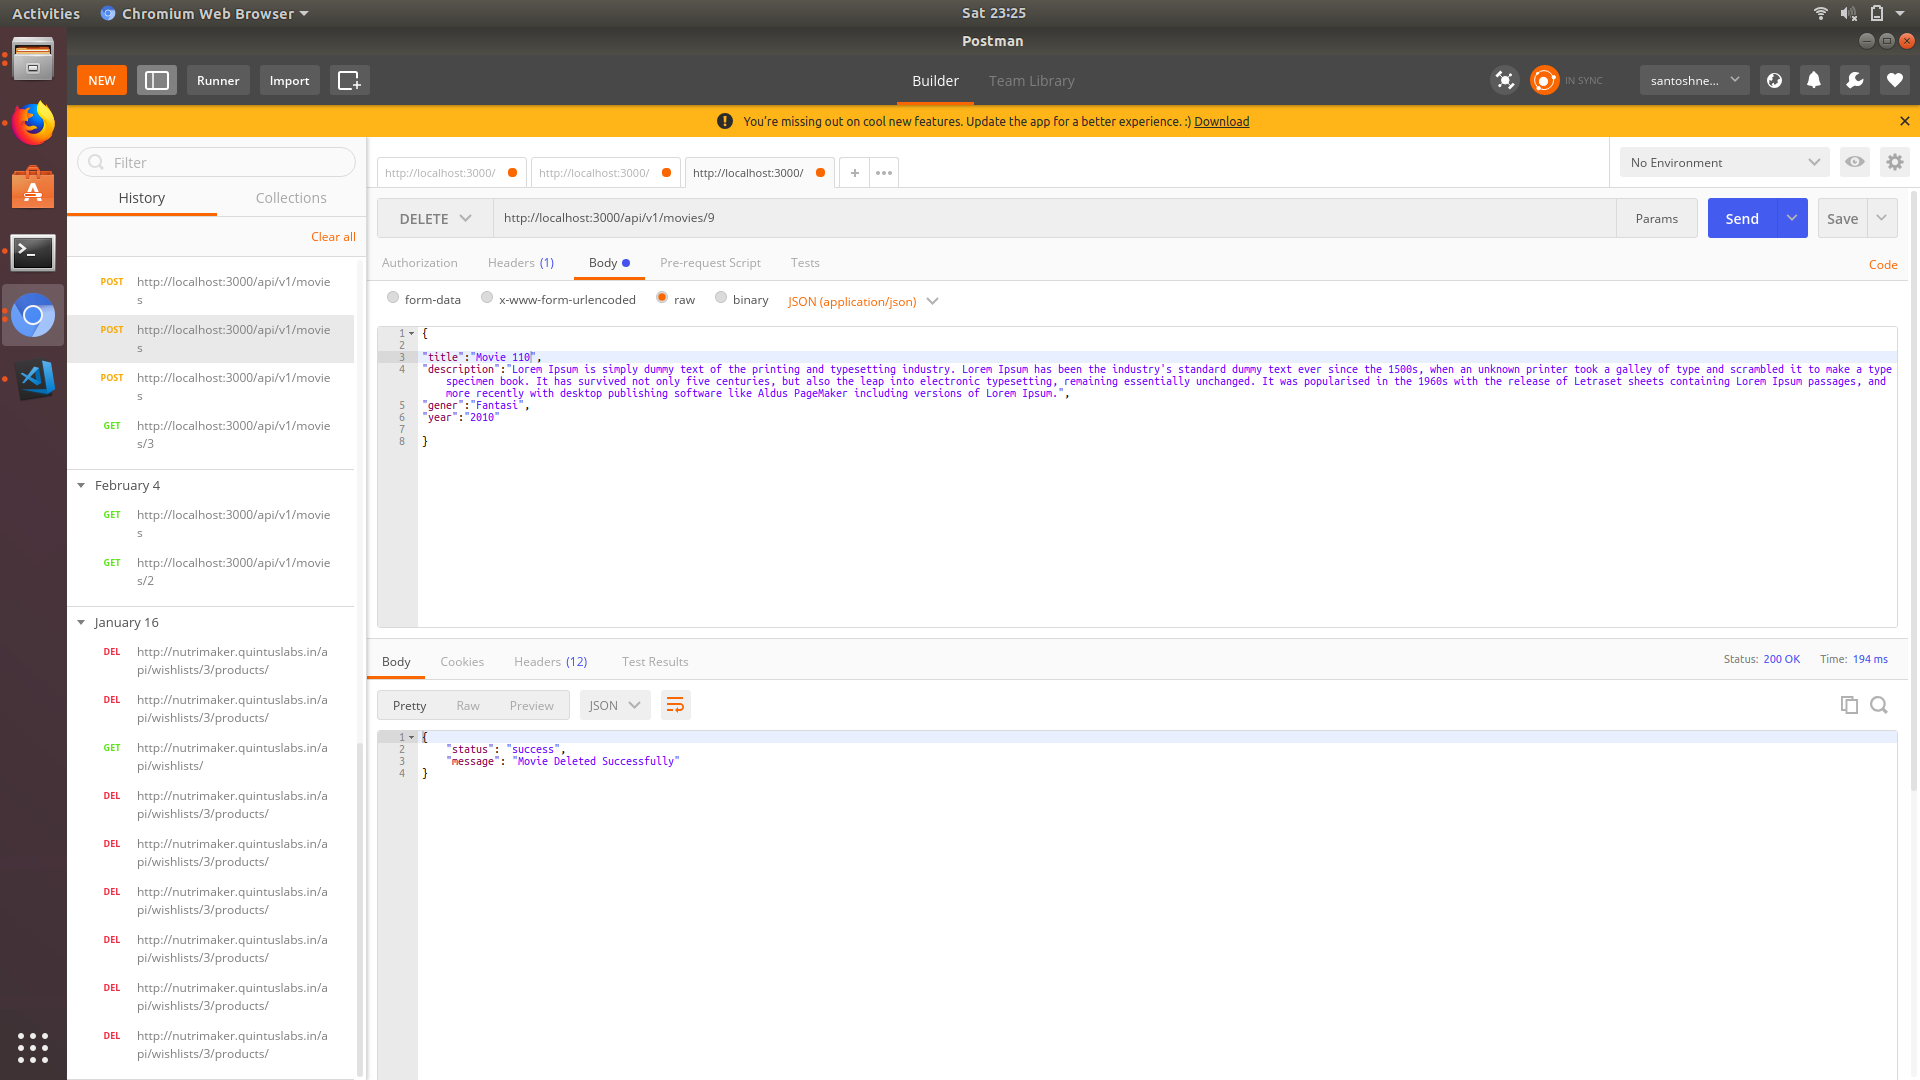 Activities Chromium Web Browser Sat 23:25
Postman
NEW Runner Import Builder Team Library IN SYNC santoshne...
You're missing out on cool new features. Update the app for a better experience. :) Download
Filter
History Collections
Clear all
POST http://localhost:3000/api/v1/movie
s
POST http://localhost:3000/api/v1/movie
s
POST http://localhost:3000/api/v1/movie
s
GET http://localhost:3000/api/v1/movie
s/3
February 4
GET http://localhost:3000/api/v1/movie
s
GET http://localhost:3000/api/v1/movie
s/2
January 16
DEL http://nutrimaker.quintuslabs.in/a
pi/wishlists/3/products/
DEL http://nutrimaker.quintuslabs.in/a
pi/wishlists/3/products/
GET http://nutrimaker.quintuslabs.in/a
pi/wishlists/
DEL http://nutrimaker.quintuslabs.in/a
pi/wishlists/3/products/
DEL http://nutrimaker.quintuslabs.in/a
pi/wishlists/3/products/
DEL http://nutrimaker.quintuslabs.in/a
pi/wishlists/3/products/
DEL http://nutrimaker.quintuslabs.in/a
pi/wishlists/3/products/
DEL http://nutrimaker.quintuslabs.in/a
pi/wishlists/3/products/
DEL http://nutrimaker.quintuslabs.in/a
pi/wishlists/3/products/
http://localhost:3000/ http://localhost:3000/ http://localhost:3000/ + ••• No Environment
DELETE http://localhost:3000/api/v1/movies/9 Params Send Save
Authorization Headers (1) Body Pre-request Script Tests Code
form-data x-www-form-urlencoded raw binary JSON (application/json)
1 {
2
3 "title":"Movie 110",
4 "description":"Lorem Ipsum is simply dummy text of the printing and typesetting industry. Lorem Ipsum has been the industry's standard dummy text ever since the 1500s, when an unknown printer took a galley of type and scrambled it to make a type
specimen book. It has survived not only five centuries, but also the leap into electronic typesetting, remaining essentially unchanged. It was popularised in the 1960s with the release of Letraset sheets containing Lorem Ipsum passages, and
more recently with desktop publishing software like Aldus PageMaker including versions of Lorem Ipsum.",
5 "gener":"Fantasi",
6 "year":"2010"
7
8 }
Body Cookies Headers (12) Test Results Status: 200 OK Time: 194 ms
Pretty Raw Preview JSON
1 {
2 "status": "success",
3 "message": "Movie Deleted Successfully"
4 }